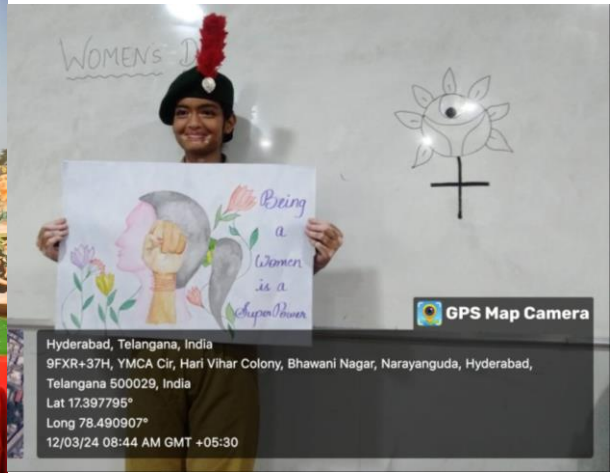 WOMENS D
Being
a
Women
is a
SuperPower
GPS Map Camera
Hyderabad, Telangana, India
9FXR+37H, YMCA Cir, Hari Vihar Colony, Bhawani Nagar, Narayanguda, Hyderabad,
Telangana 500029, India
Lat 17.397795°
Long 78.490907°
12/03/24 08:44 AM GMT +05:30